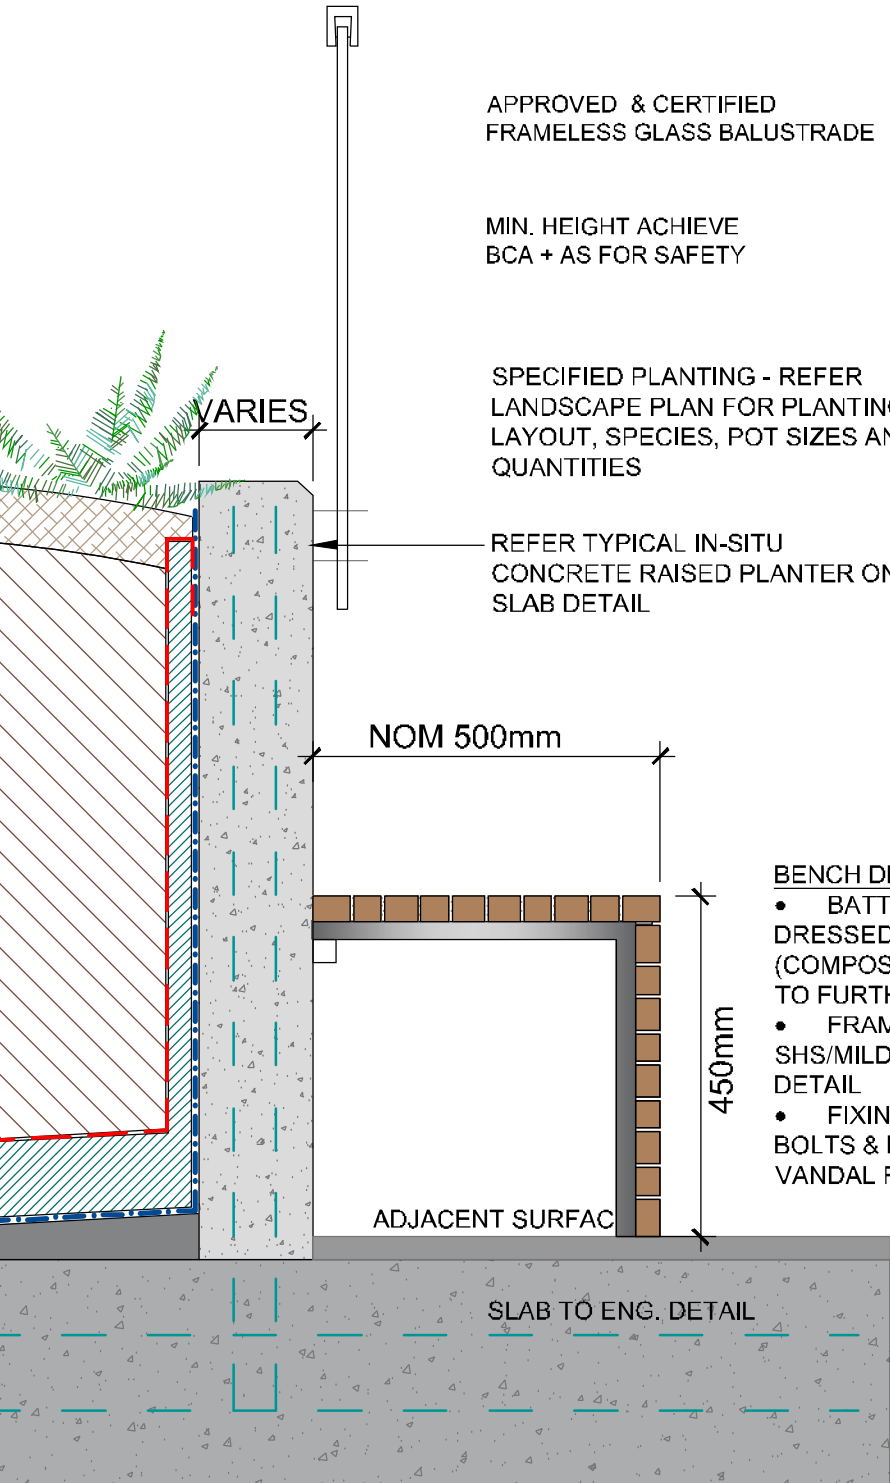 APPROVED & CERTIFIED
FRAMELESS GLASS BALUSTRADE
MIN. HEIGHT ACHIEVE
BCA + AS FOR SAFETY
SPECIFIED PLANTING - REFER
LANDSCAPE PLAN FOR PLANTING
LAYOUT, SPECIES, POT SIZES AN
QUANTITIES
VARIES
REFER TYPICAL IN-SITU
CONCRETE RAISED PLANTER ON
SLAB DETAIL
NOM 500mm
450mm
BENCH D
• BATT
DRESSED
(COMPOS
TO FURTH
• FRAM
SHS/MILD
DETAIL
• FIXIN
BOLTS &
VANDAL
ADJACENT SURFAC
SLAB TO ENG. DETAIL